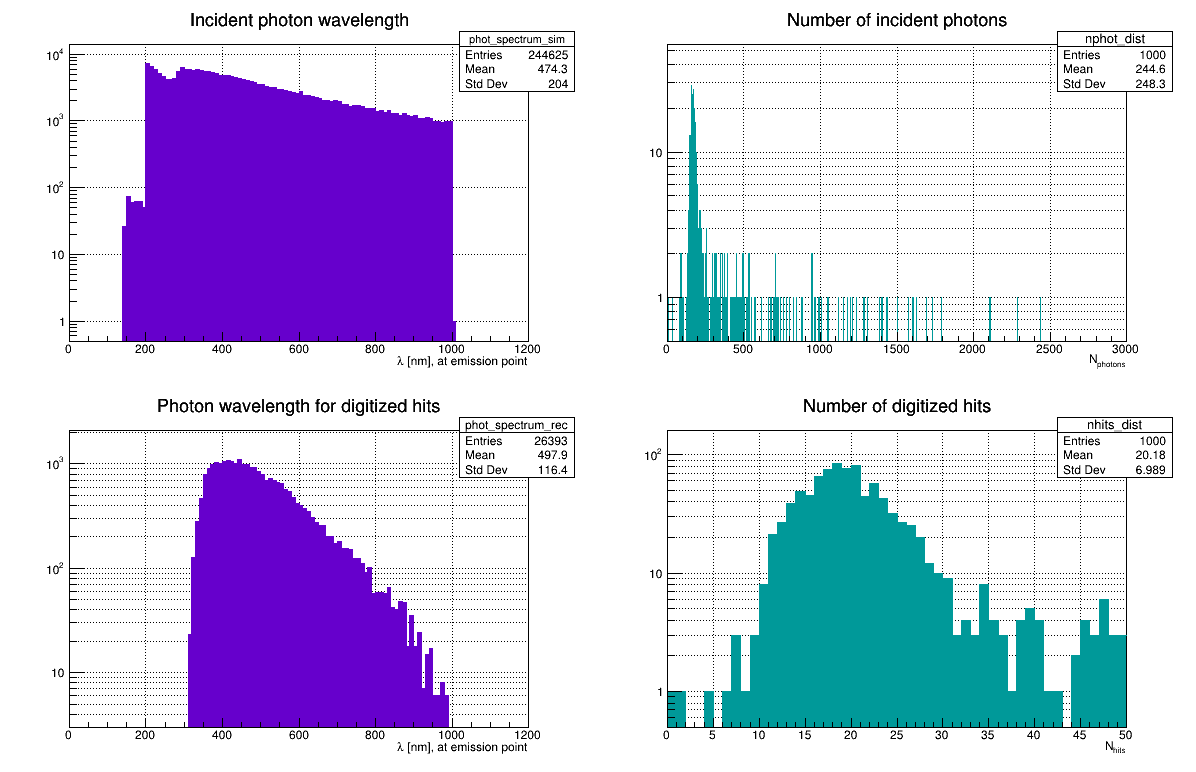 Incident photon wavelength
phot_spectrum_sim
Entries 244625
Mean 474.3
Std Dev 204
10^4
10^3
10^2
10
1
0 200 400 600 800 1000 1200
λ [nm], at emission point
Number of incident photons
nphot_dist
Entries 1000
Mean 244.6
Std Dev 248.3
10
1
0 500 1000 1500 2000 2500 3000
N_photons
Photon wavelength for digitized hits
phot_spectrum_rec
Entries 26393
Mean 497.9
Std Dev 116.4
10^3
10^2
10
0 200 400 600 800 1000 1200
λ [nm], at emission point
Number of digitized hits
nhits_dist
Entries 1000
Mean 20.18
Std Dev 6.989
10^2
10
1
0 5 10 15 20 25 30 35 40 45 50
N_hits